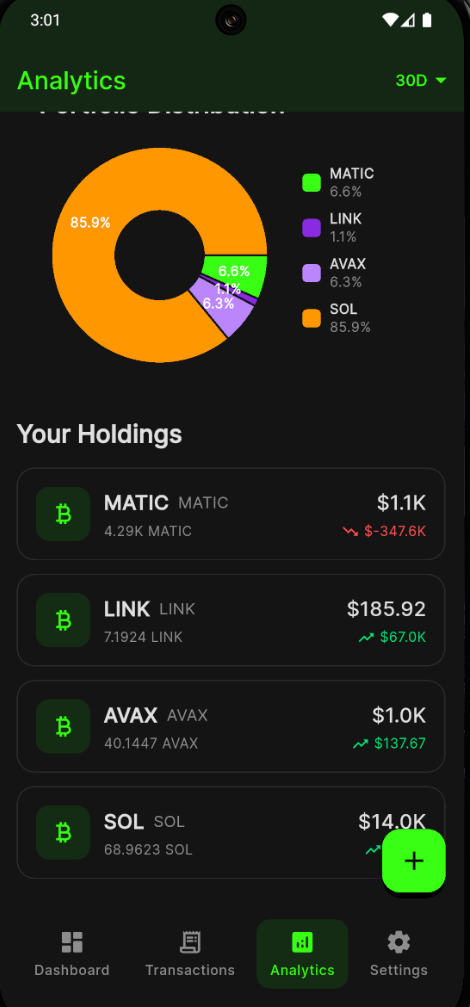 3:01
Analytics
30D
Portfolio Distribution
85.9%
6.6%
1.1%
6.3%
MATIC
6.6%
LINK
1.1%
AVAX
6.3%
SOL
85.9%
Your Holdings
MATIC MATIC
$1.1K
4.29K MATIC
$-347.6K
LINK LINK
$185.92
7.1924 LINK
$67.0K
AVAX AVAX
$1.0K
40.1447 AVAX
$137.67
SOL SOL
$14.0K
68.9623 SOL
+
Dashboard
Transactions
Analytics
Settings